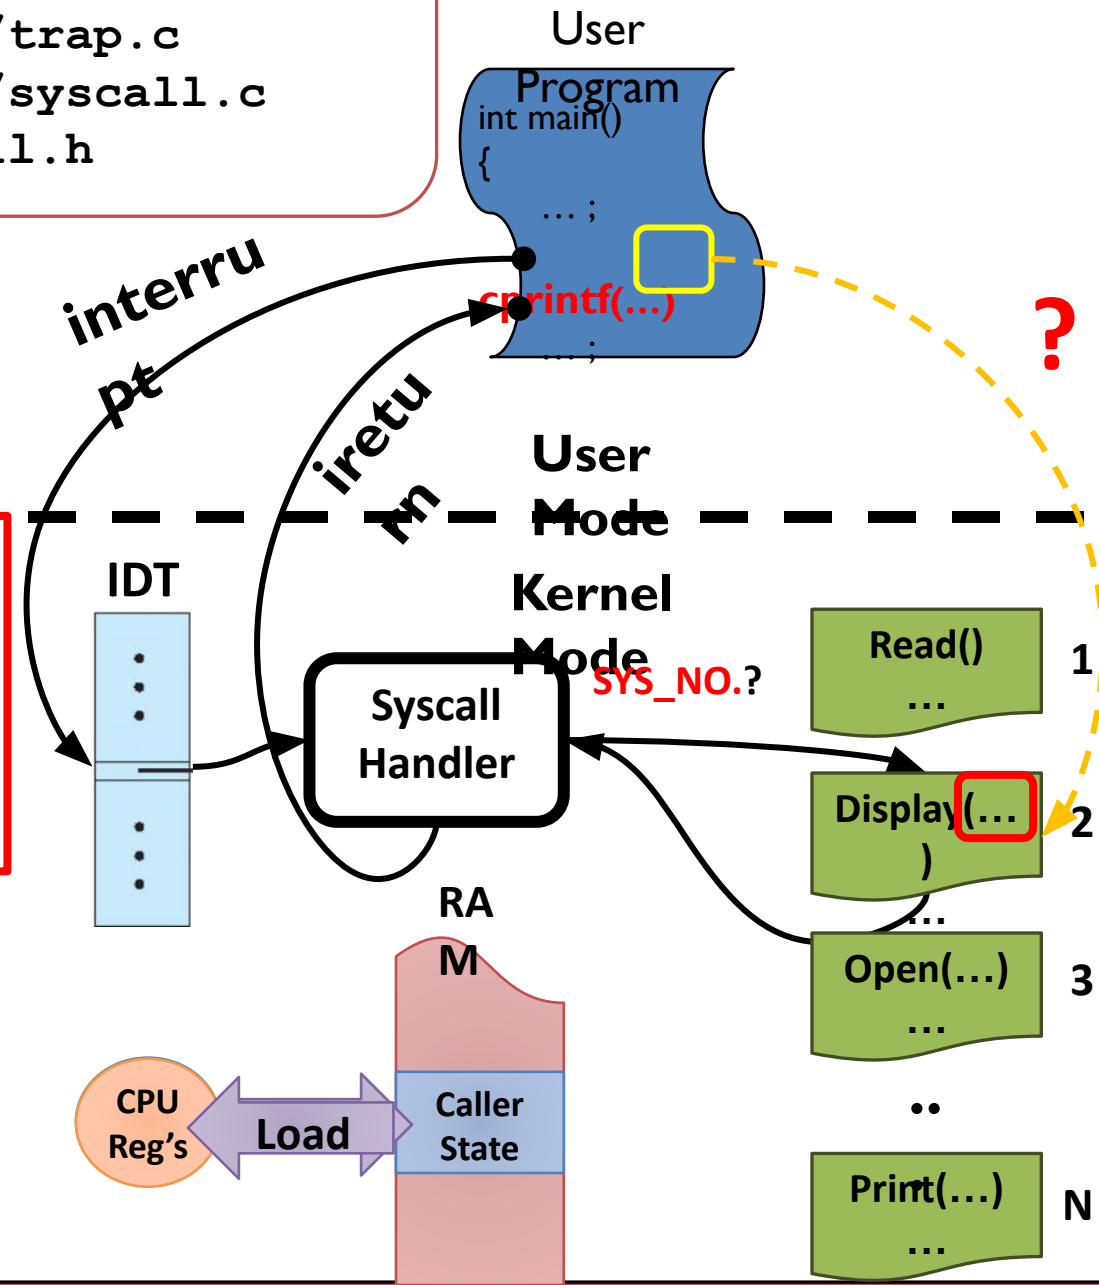 /trap.c
/syscall.c
ll.h
User
Program
int main()
{
... ;
cprintf(...)
... ;
interru
pt
iretu
rn
?
User
Mode
Kernel
Mode
IDT
Syscall
Handler
SYS_NO.?
Read()
...
1
Display(...
)
...
2
Open(...)
...
3
RA
M
CPU
Reg's
Load
Caller
State
Print(...)
...
N